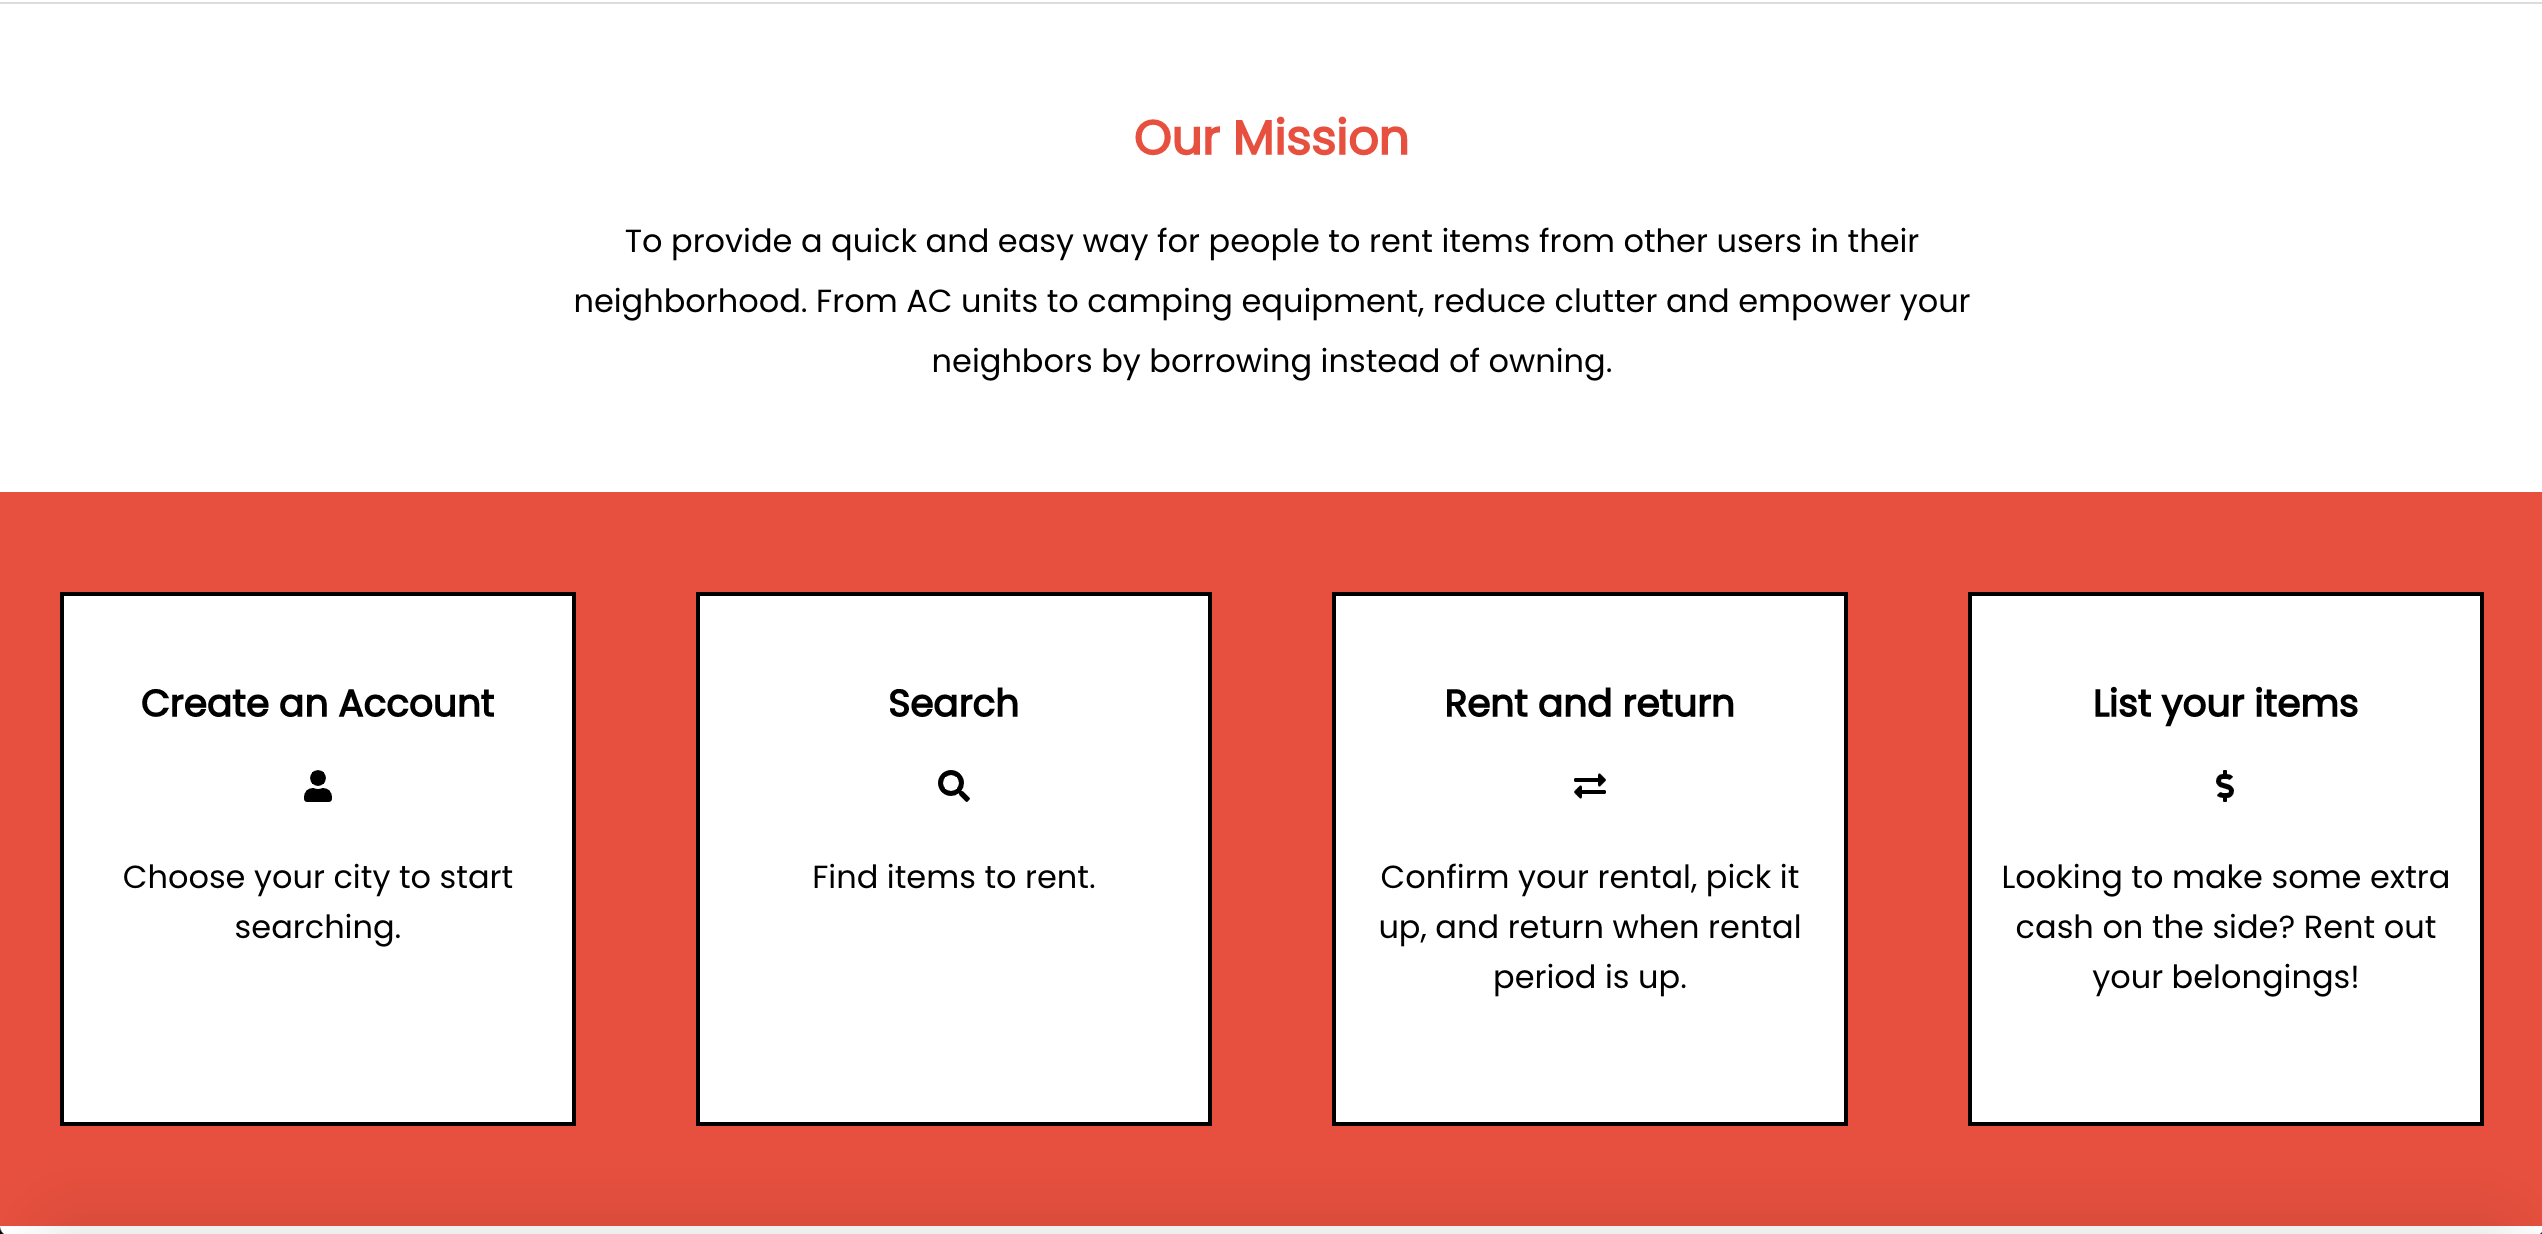 Our Mission
To provide a quick and easy way for people to rent items from other users in their
neighborhood. From AC units to camping equipment, reduce clutter and empower your
neighbors by borrowing instead of owning.
Create an Account
Choose your city to start
searching.
Search
Find items to rent.
Rent and return
Confirm your rental, pick it
up, and return when rental
period is up.
List your items
$
Looking to make some extra
cash on the side? Rent out
your belongings!